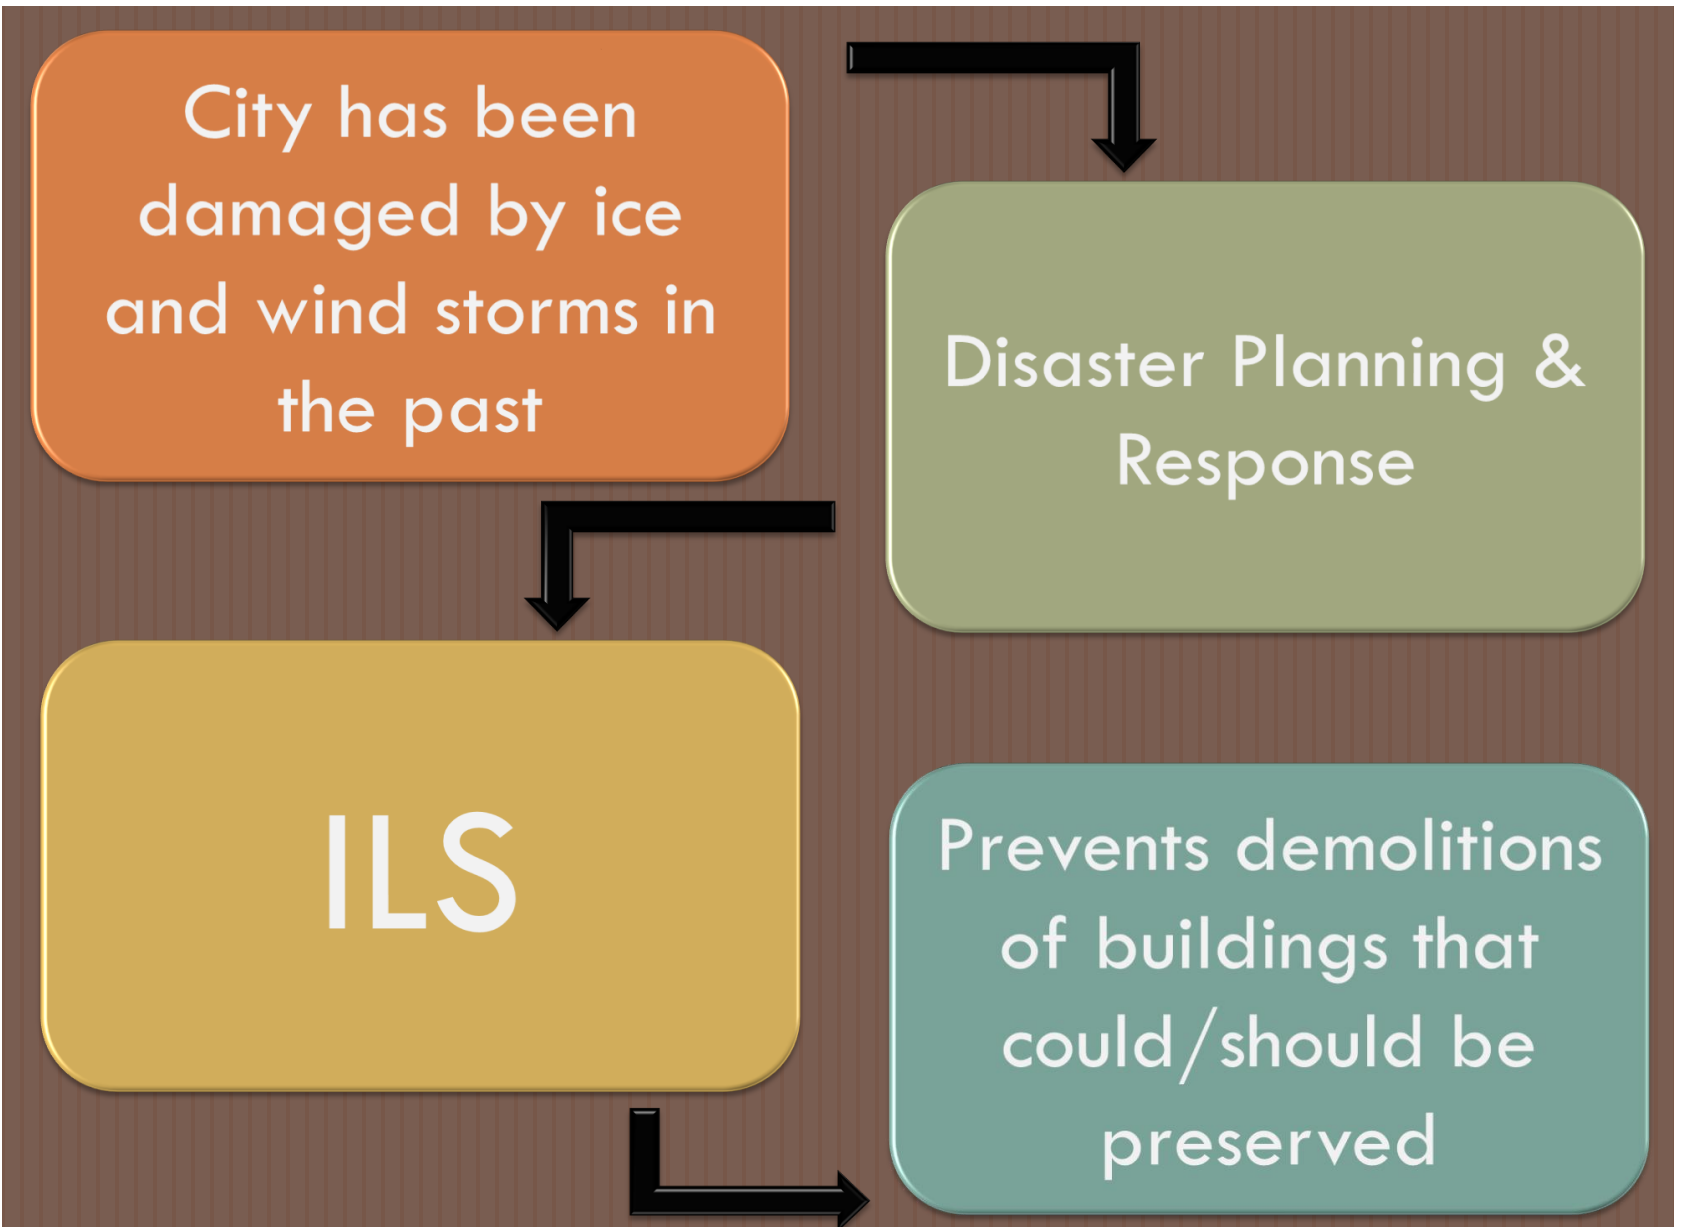 City has been
damaged by ice
and wind storms in
the past
Disaster Planning &
Response
ILS
Prevents demolitions
of buildings that
could/should be
preserved